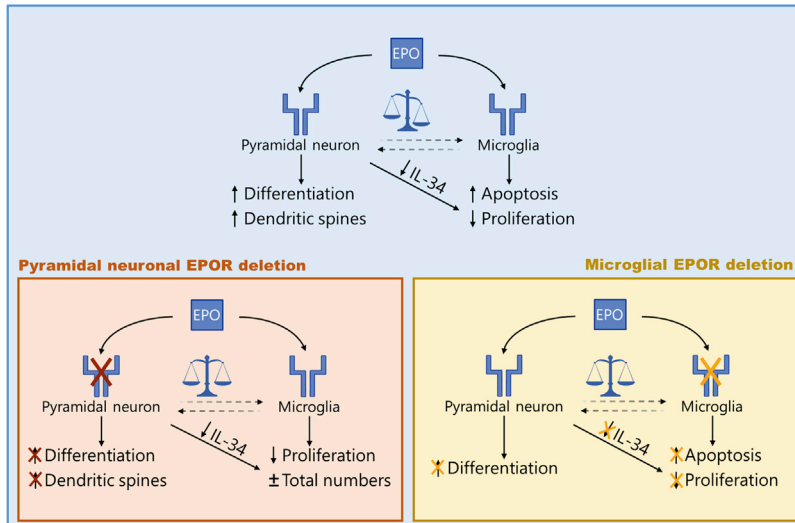 EPO
Pyramidal neuron
Microglia
↓ IL-34
↑ Differentiation
↑ Dendritic spines
↑ Apoptosis
↓ Proliferation
Pyramidal neuronal EPOR deletion
EPO
Pyramidal neuron
Microglia
↓ IL-34
↑ Differentiation
↑ Dendritic spines
↓ Proliferation
± Total numbers
Microglial EPOR deletion
EPO
Pyramidal neuron
Microglia
↓ IL-34
↑ Differentiation
↑ Apoptosis
↓ Proliferation